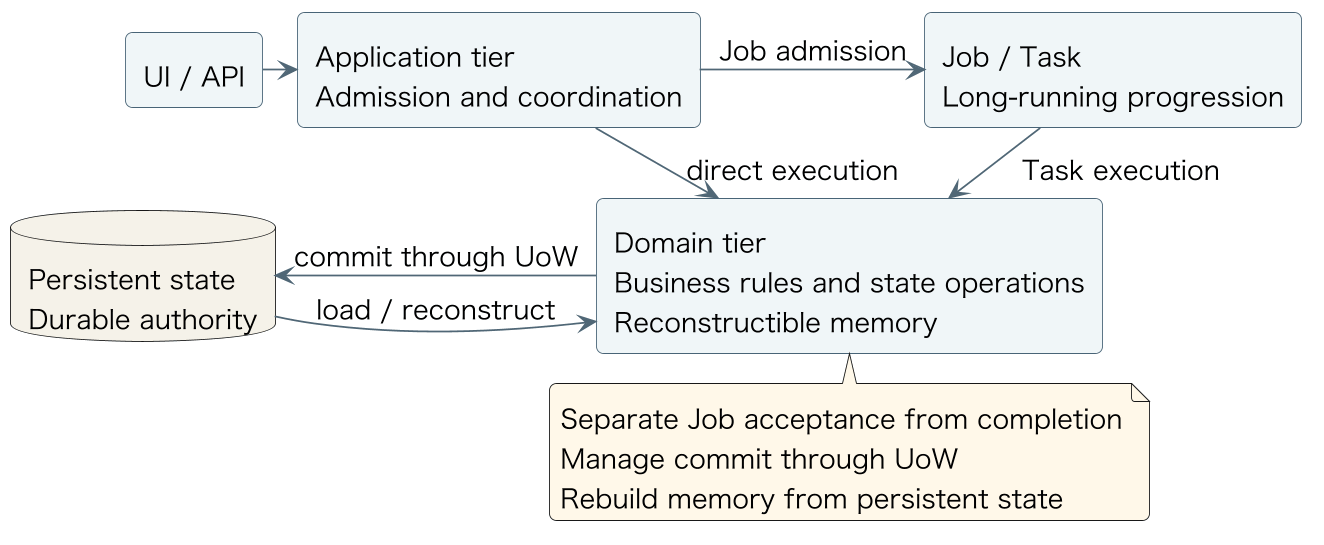 UI / API
Application tier
Admission and coordination
Job admission
Job / Task
Long-running progression
direct execution
Task execution
Persistent state
Durable authority
commit through UoW
load / reconstruct
Domain tier
Business rules and state operations
Reconstructible memory
Separate Job acceptance from completion
Manage commit through UoW
Rebuild memory from persistent state